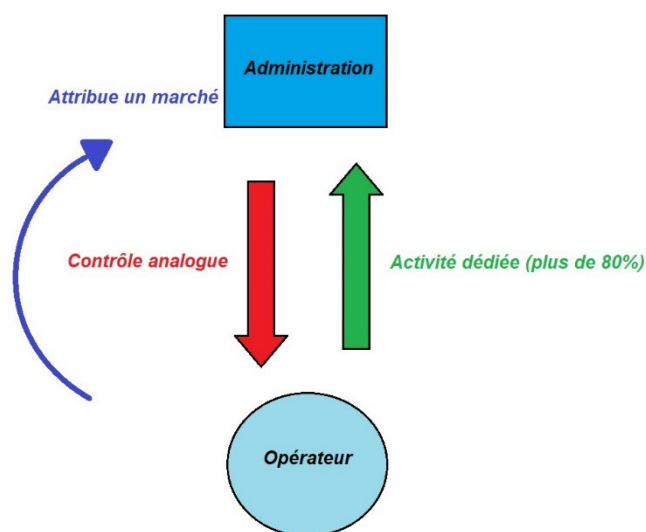 Administration
Attribue un marché
Contrôle analogue
Activité dédiée (plus de 80%)
Opérateur